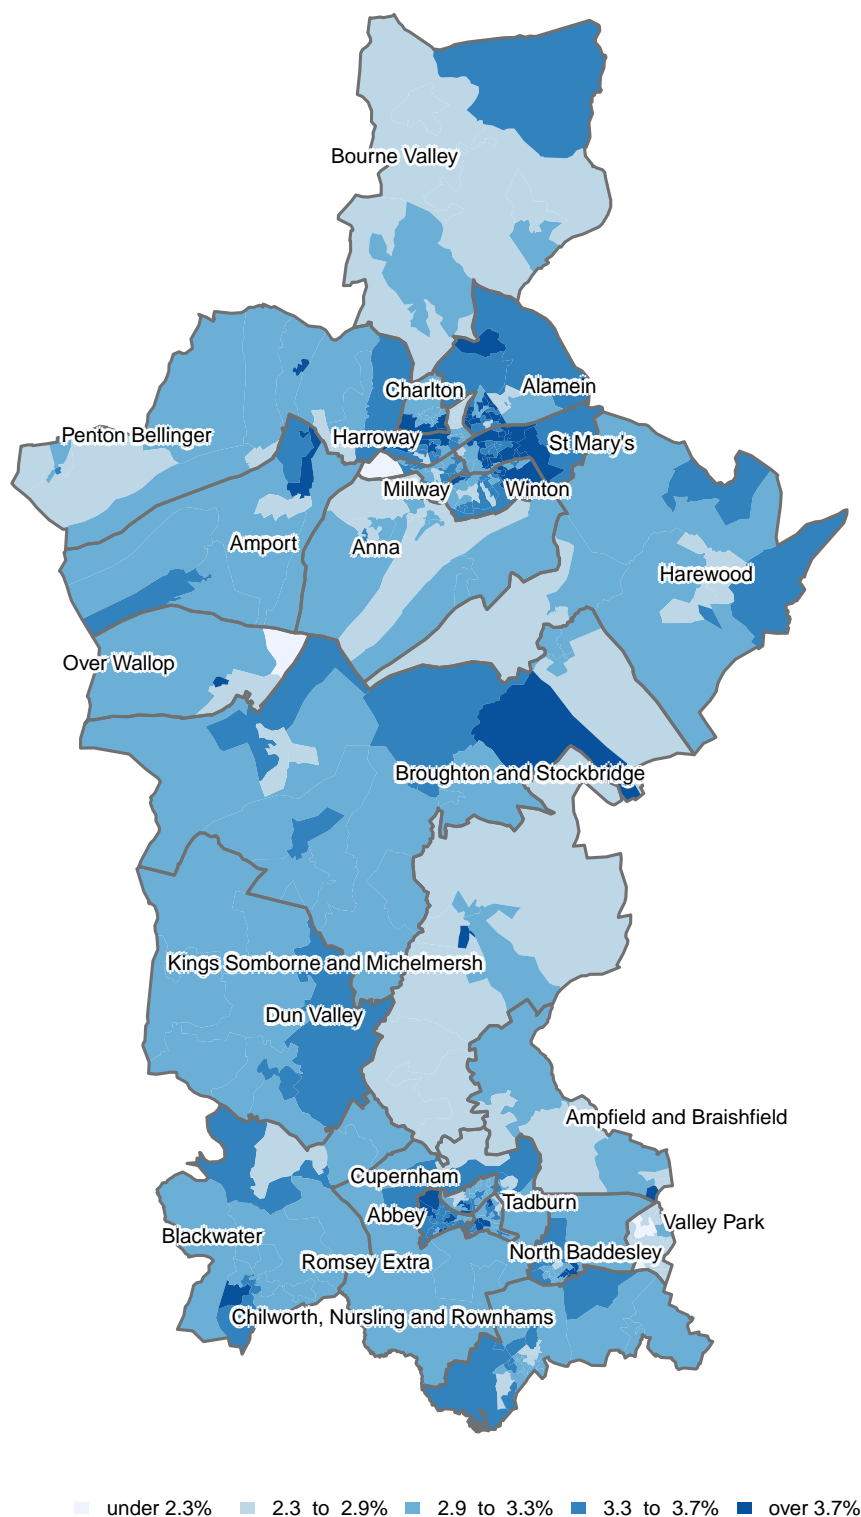 Bourne Valley
Charlton
Alamein
Penton Bellinger
Harroway
St Mary's
Millway
Winton
Amport
Anna
Harewood
Over Wallop
Broughton and Stockbridge
Kings Somborne and Michelmersh
Dun Valley
Ampfield and Braishfield
Cupernham
Tadburn
Abbey
Valley Park
Blackwater
North Baddesley
Romsey Extra
Chilworth, Nursling and Rownhams
under 2.3% 2.3 to 2.9% 2.9 to 3.3% 3.3 to 3.7% over 3.7%